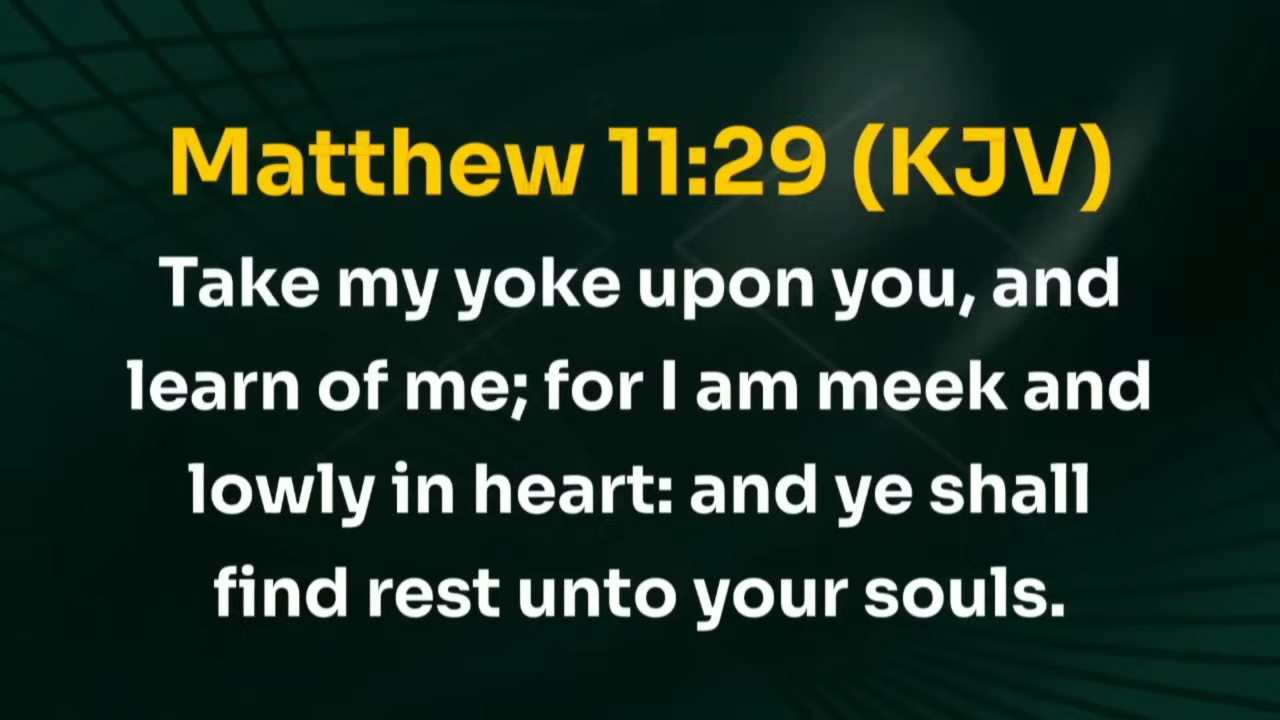 Matthew 11:29 (KJV)
Take my yoke upon you, and
learn of me; for I am meek and
lowly in heart: and ye shall
find rest unto your souls.